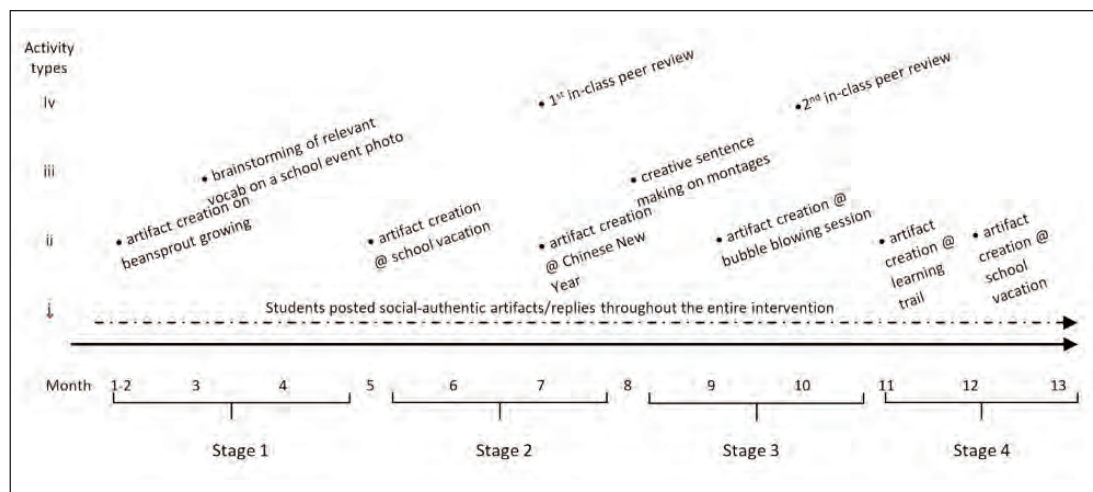 Activity
types
Iv
• 1st in-class peer review
• 2nd in-class peer review
iii
• brainstorming of relevant
vocab on a school event photo
• creative sentence
making on montages
ii
• artifact creation on
beansprout growing
• artifact creation
@ school vacation
• artifact creation
@ Chinese New
Year
• artifact creation @
bubble blowing session
• artifact
creation @
learning
trail
• artifact
creation @
school
vacation
i
Students posted social-authentic artifacts/replies throughout the entire intervention
Month 1-2 3 4 5 6 7 8 9 10 11 12 13
Stage 1 Stage 2 Stage 3 Stage 4